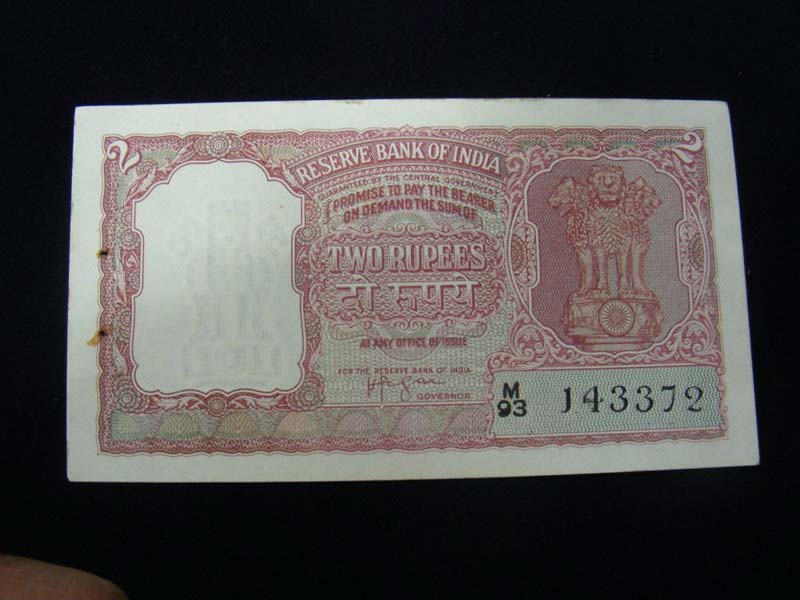 2
2
RESERVE BANK OF INDIA
GUARANTEED BY THE CENTRAL GOVERNMENT
I PROMISE TO PAY THE BEARER
ON DEMAND THE SUM OF
TWO RUPEES
दो रुपये
AT ANY OFFICE OF ISSUE
FOR THE RESERVE BANK OF INDIA
GOVERNOR
M
93
143372